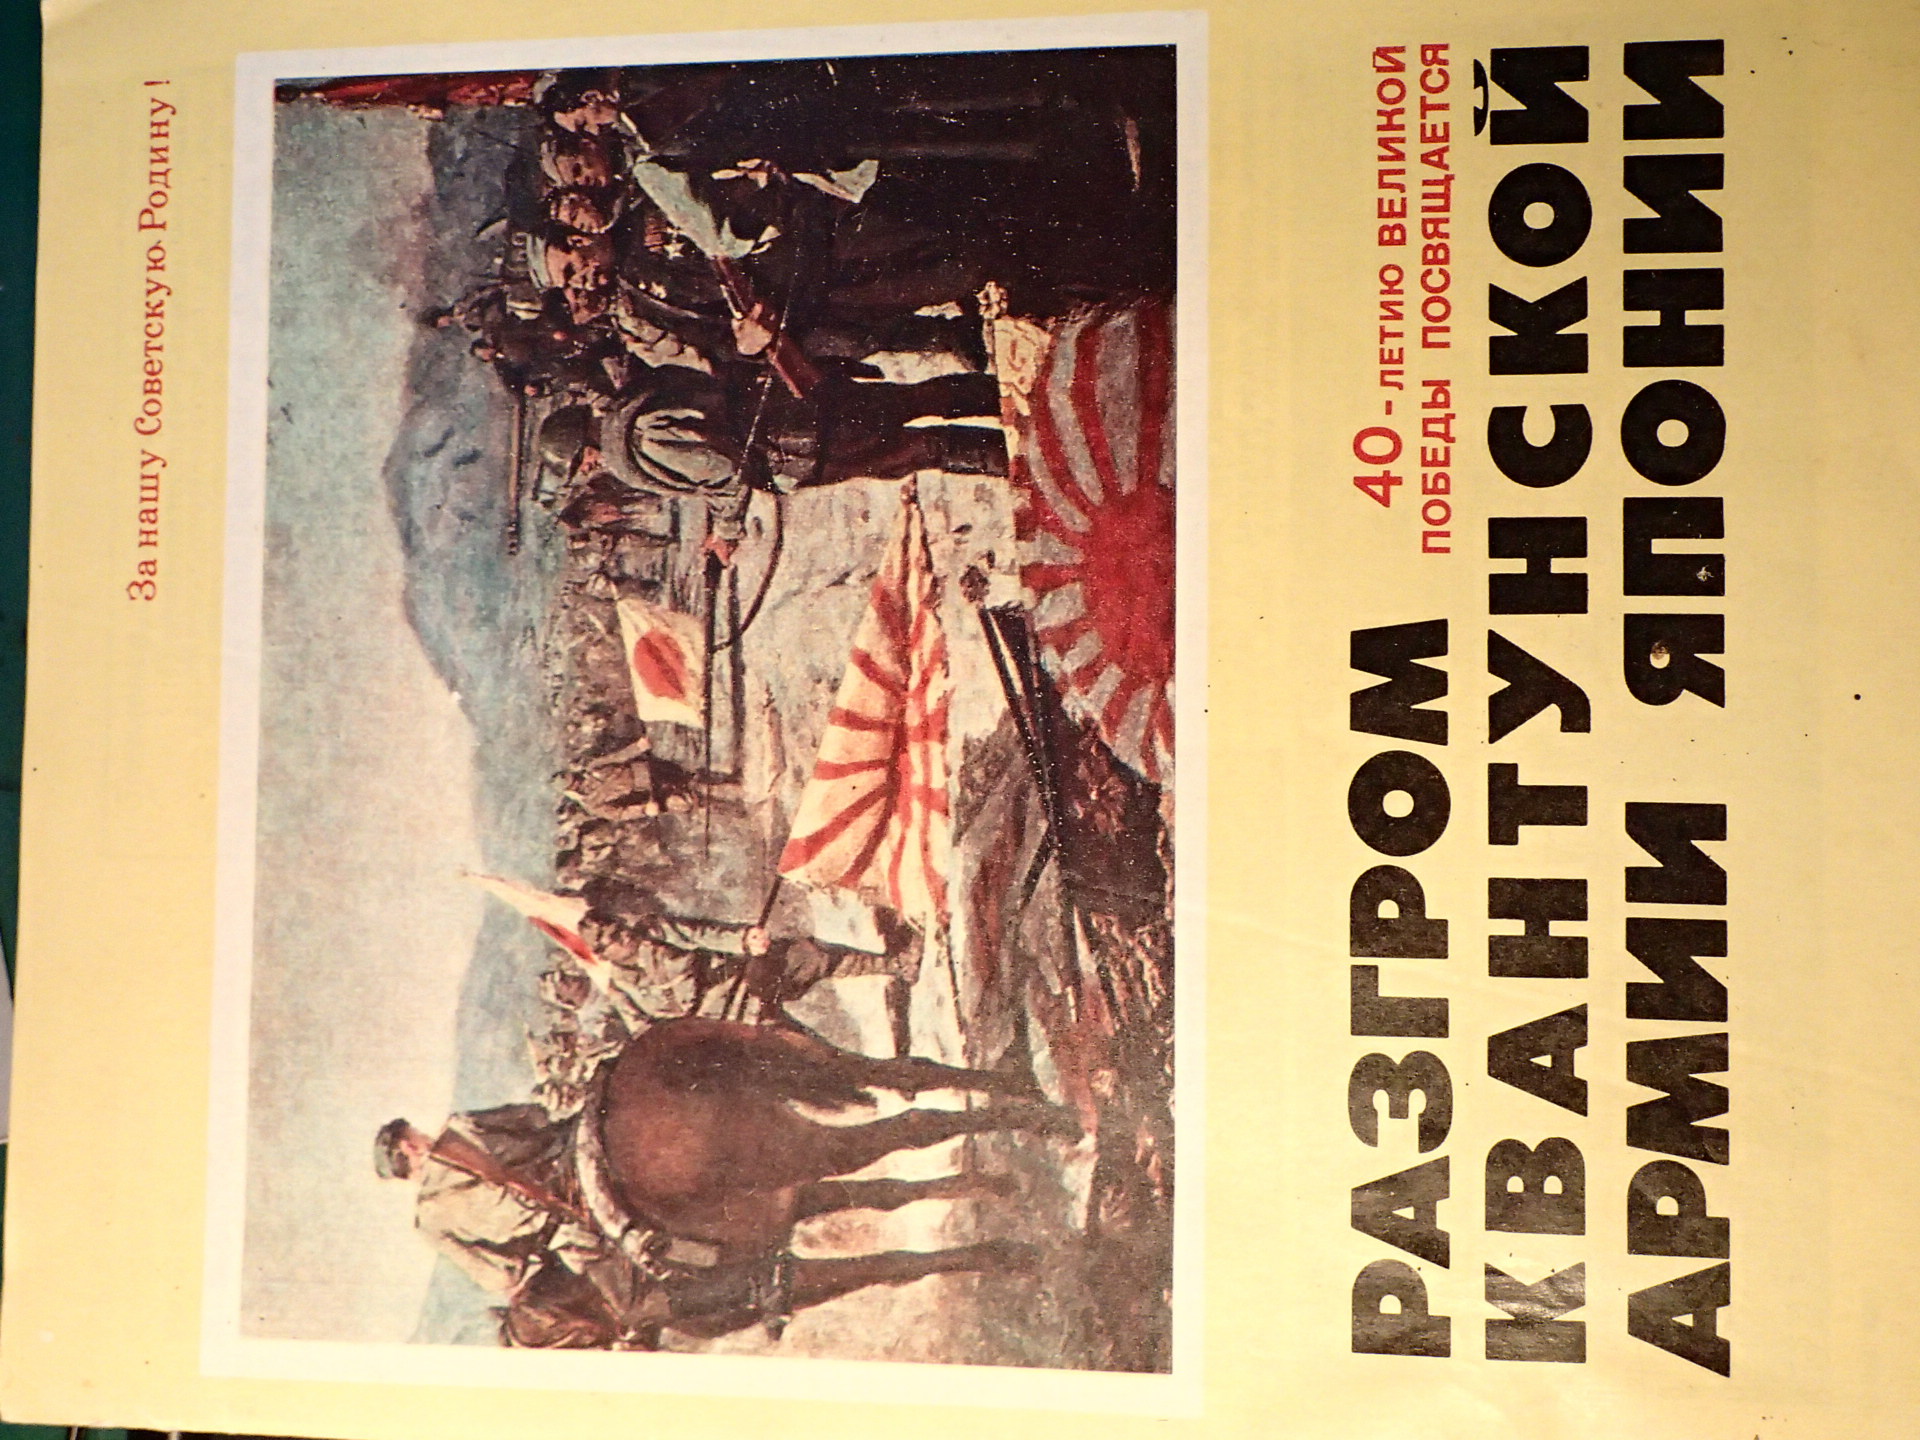 За нашу Советскую Родину!
РАЗГРОМ
40-ЛЕТИЮ ВЕЛИКОЙ
ПОБЕДЫ ПОСВЯЩАЕТСЯ
КВАНТУНСКОЙ
АРМИИ ЯПОНИИ